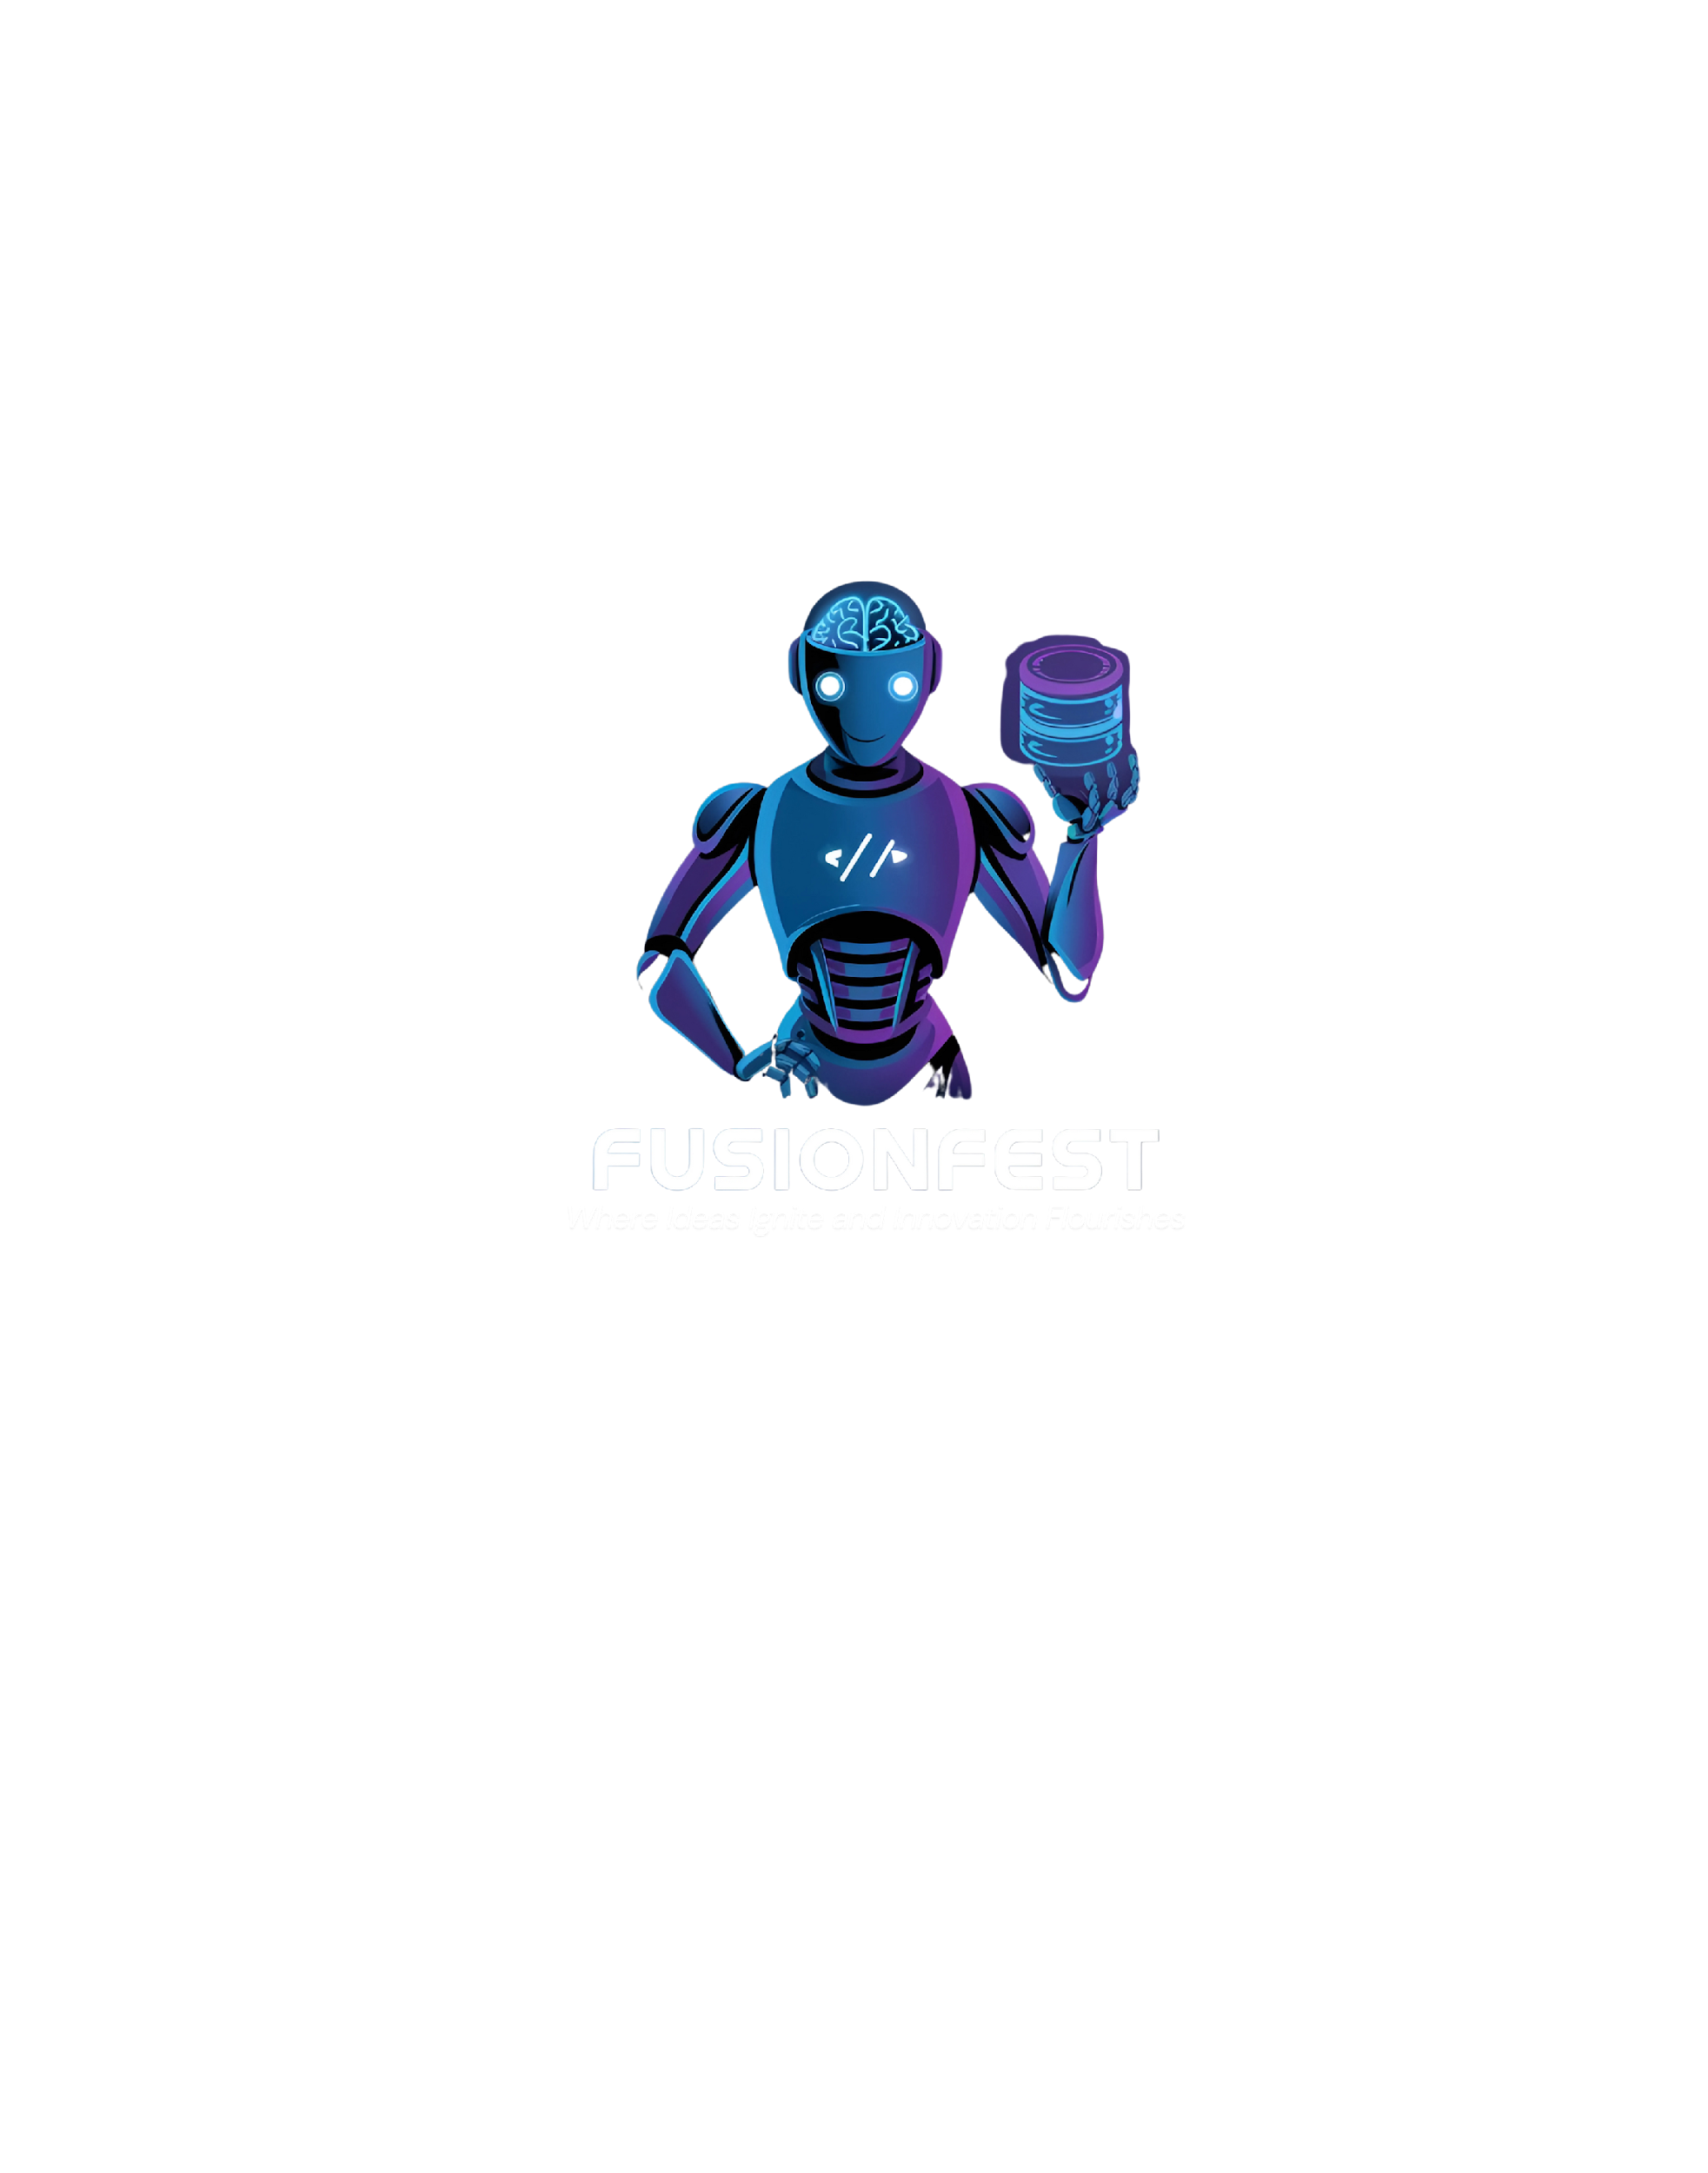 <//>
FUSIONFEST
Where Ideas Ignite and Innovation Flourishes